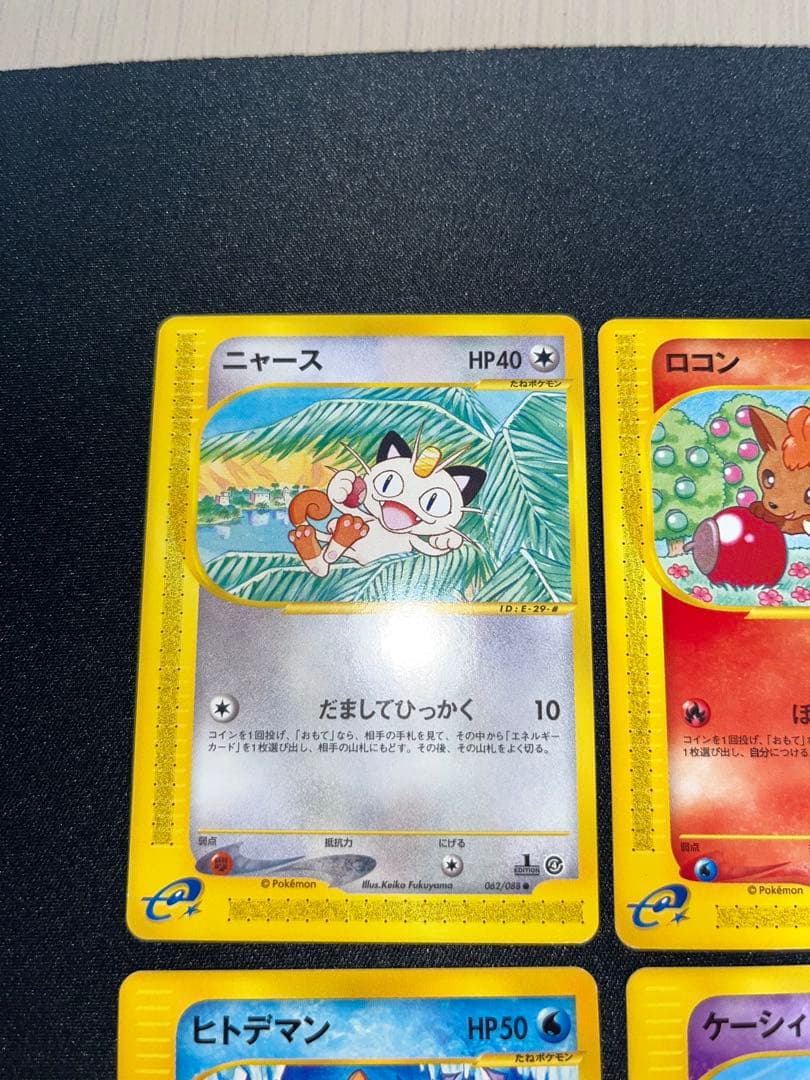 ニャース HP40
たねポケモン
ID:E-29-#
だましてひっかく 10
コインを1回投げ、「おもて」なら、相手の手札を見て、その中から「エネルギー
カード」を1枚選び出し、相手の山札にもどす。その後、その山札をよく切る。
弱点 抵抗力 にげる
© Pokémon Illus.Keiko Fukuyama 1 EDITION 062/088 ●
e
ロコン
ほ
コインを1回投げ、「おもて」な
1枚選び出し、自分につける
弱点
© Pokémon
e
ヒトデマン HP50
たねポケモン
ケーシィ